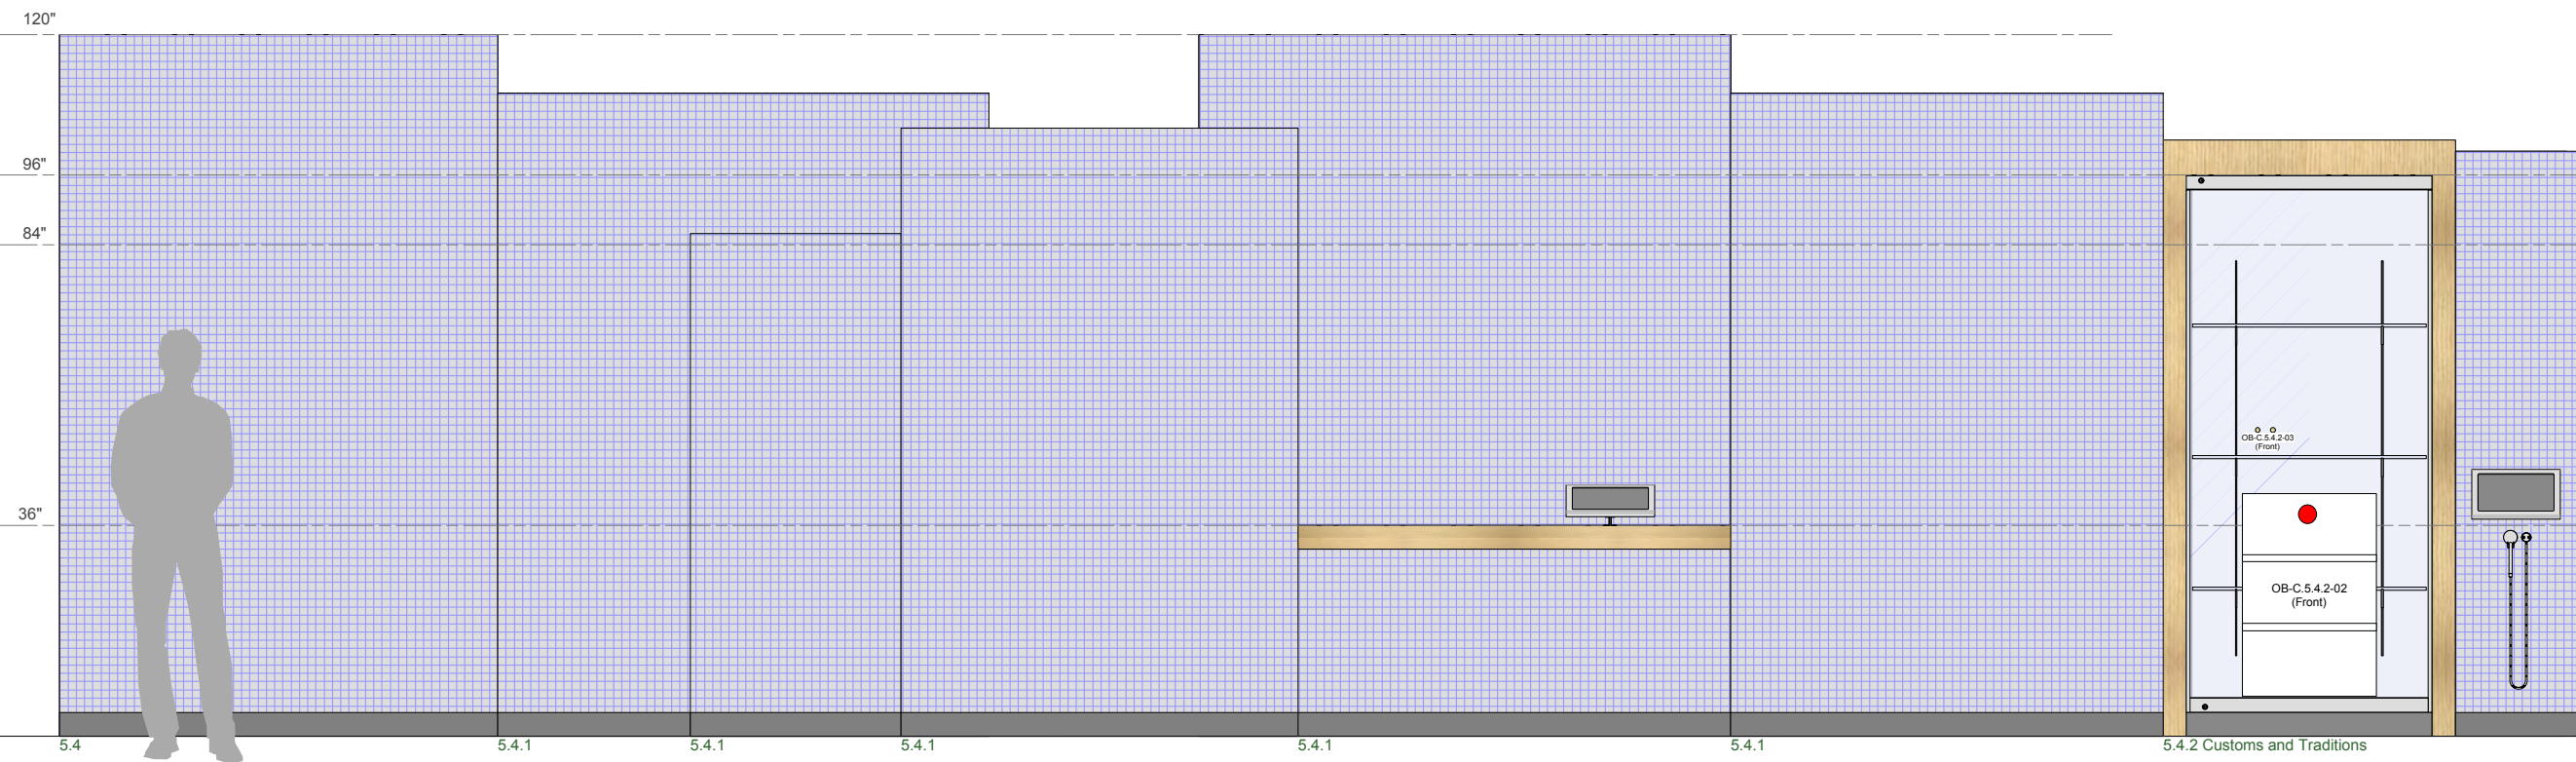 120"
96"
84"
36"
OB-C.5.4.2-03
(Front)
OB-C.5.4.2-02
(Front)
5.4
5.4.1
5.4.1
5.4.1
5.4.1
5.4.1
5.4.2 Customs and Traditions